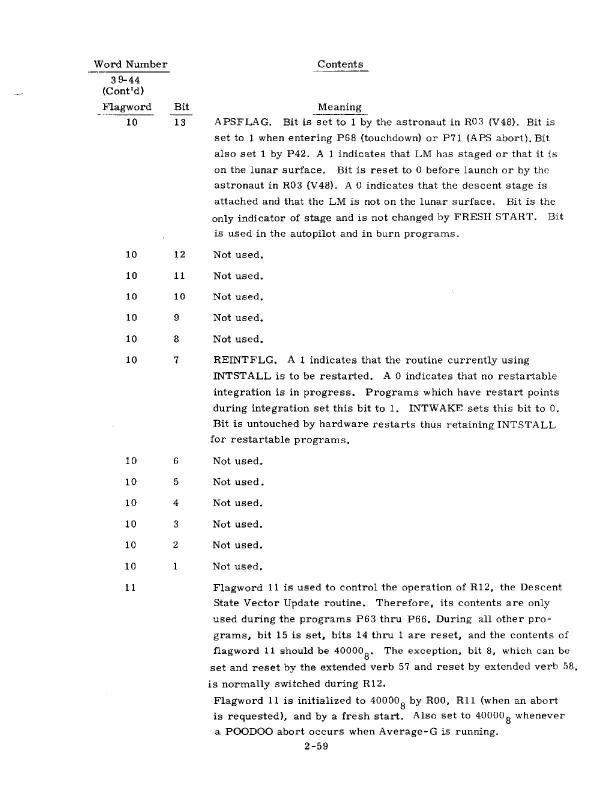 Word Number Contents
39-44
(Cont'd)
Flagword Bit Meaning
10 13 APSFLAG. Bit is set to 1 by the astronaut in R03 (V48). Bit is
set to 1 when entering P68 (touchdown) or P71 (APS abort). Bit
also set 1 by P42. A 1 indicates that LM has staged or that it is
on the lunar surface. Bit is reset to 0 before launch or by the
astronaut in R03 (V48). A 0 indicates that the descent stage is
attached and that the LM is not on the lunar surface. Bit is the
only indicator of stage and is not changed by FRESH START. Bit
is used in the autopilot and in burn programs.
10 12 Not used.
10 11 Not used.
10 10 Not used.
10 9 Not used.
10 8 Not used.
10 7 REINTFLG. A 1 indicates that the routine currently using
INTSTALL is to be restarted. A 0 indicates that no restartable
integration is in progress. Programs which have restart points
during integration set this bit to 1. INTWAKE sets this bit to 0.
Bit is untouched by hardware restarts thus retaining INTSTALL
for restartable programs.
10 6 Not used.
10 5 Not used.
10 4 Not used.
10 3 Not used.
10 2 Not used.
10 1 Not used.
11 Flagword 11 is used to control the operation of R12, the Descent
State Vector Update routine. Therefore, its contents are only
used during the programs P63 thru P66. During all other pro-
grams, bit 15 is set, bits 14 thru 1 are reset, and the contents of
flagword 11 should be 40000₈. The exception, bit 8, which can be
set and reset by the extended verb 57 and reset by extended verb 58,
is normally switched during R12.
Flagword 11 is initialized to 40000₈ by R00, R11 (when an abort
is requested), and by a fresh start. Also set to 40000₈ whenever
a POODOO abort occurs when Average-G is running.
2-59